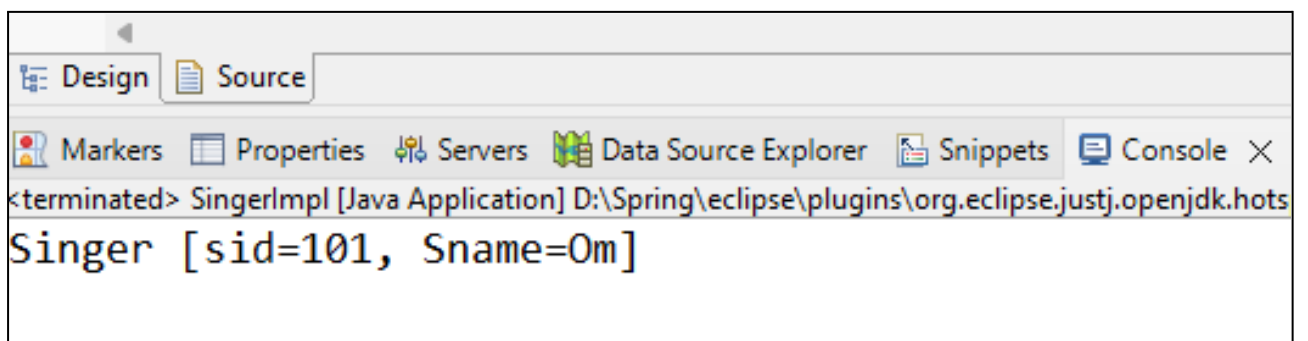 Design Source
Markers Properties Servers Data Source Explorer Snippets Console
<terminated> SingerImpl [Java Application] D:\Spring\eclipse\plugins\org.eclipse.justj.openjdk.hots
Singer [sid=101, Sname=Om]